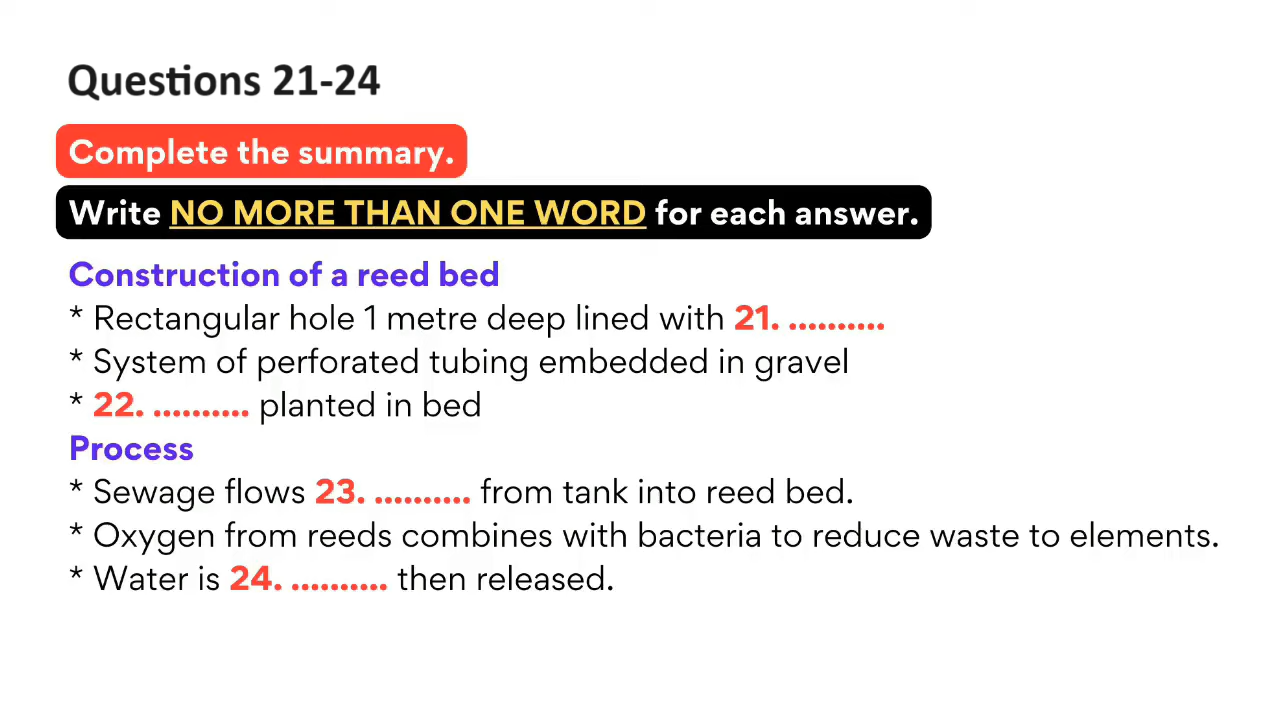 Questions 21-24
Complete the summary.
Write NO MORE THAN ONE WORD for each answer.
Construction of a reed bed
* Rectangular hole 1 metre deep lined with 21. ..........
* System of perforated tubing embedded in gravel
* 22. .......... planted in bed
Process
* Sewage flows 23. .......... from tank into reed bed.
* Oxygen from reeds combines with bacteria to reduce waste to elements.
* Water is 24. .......... then released.